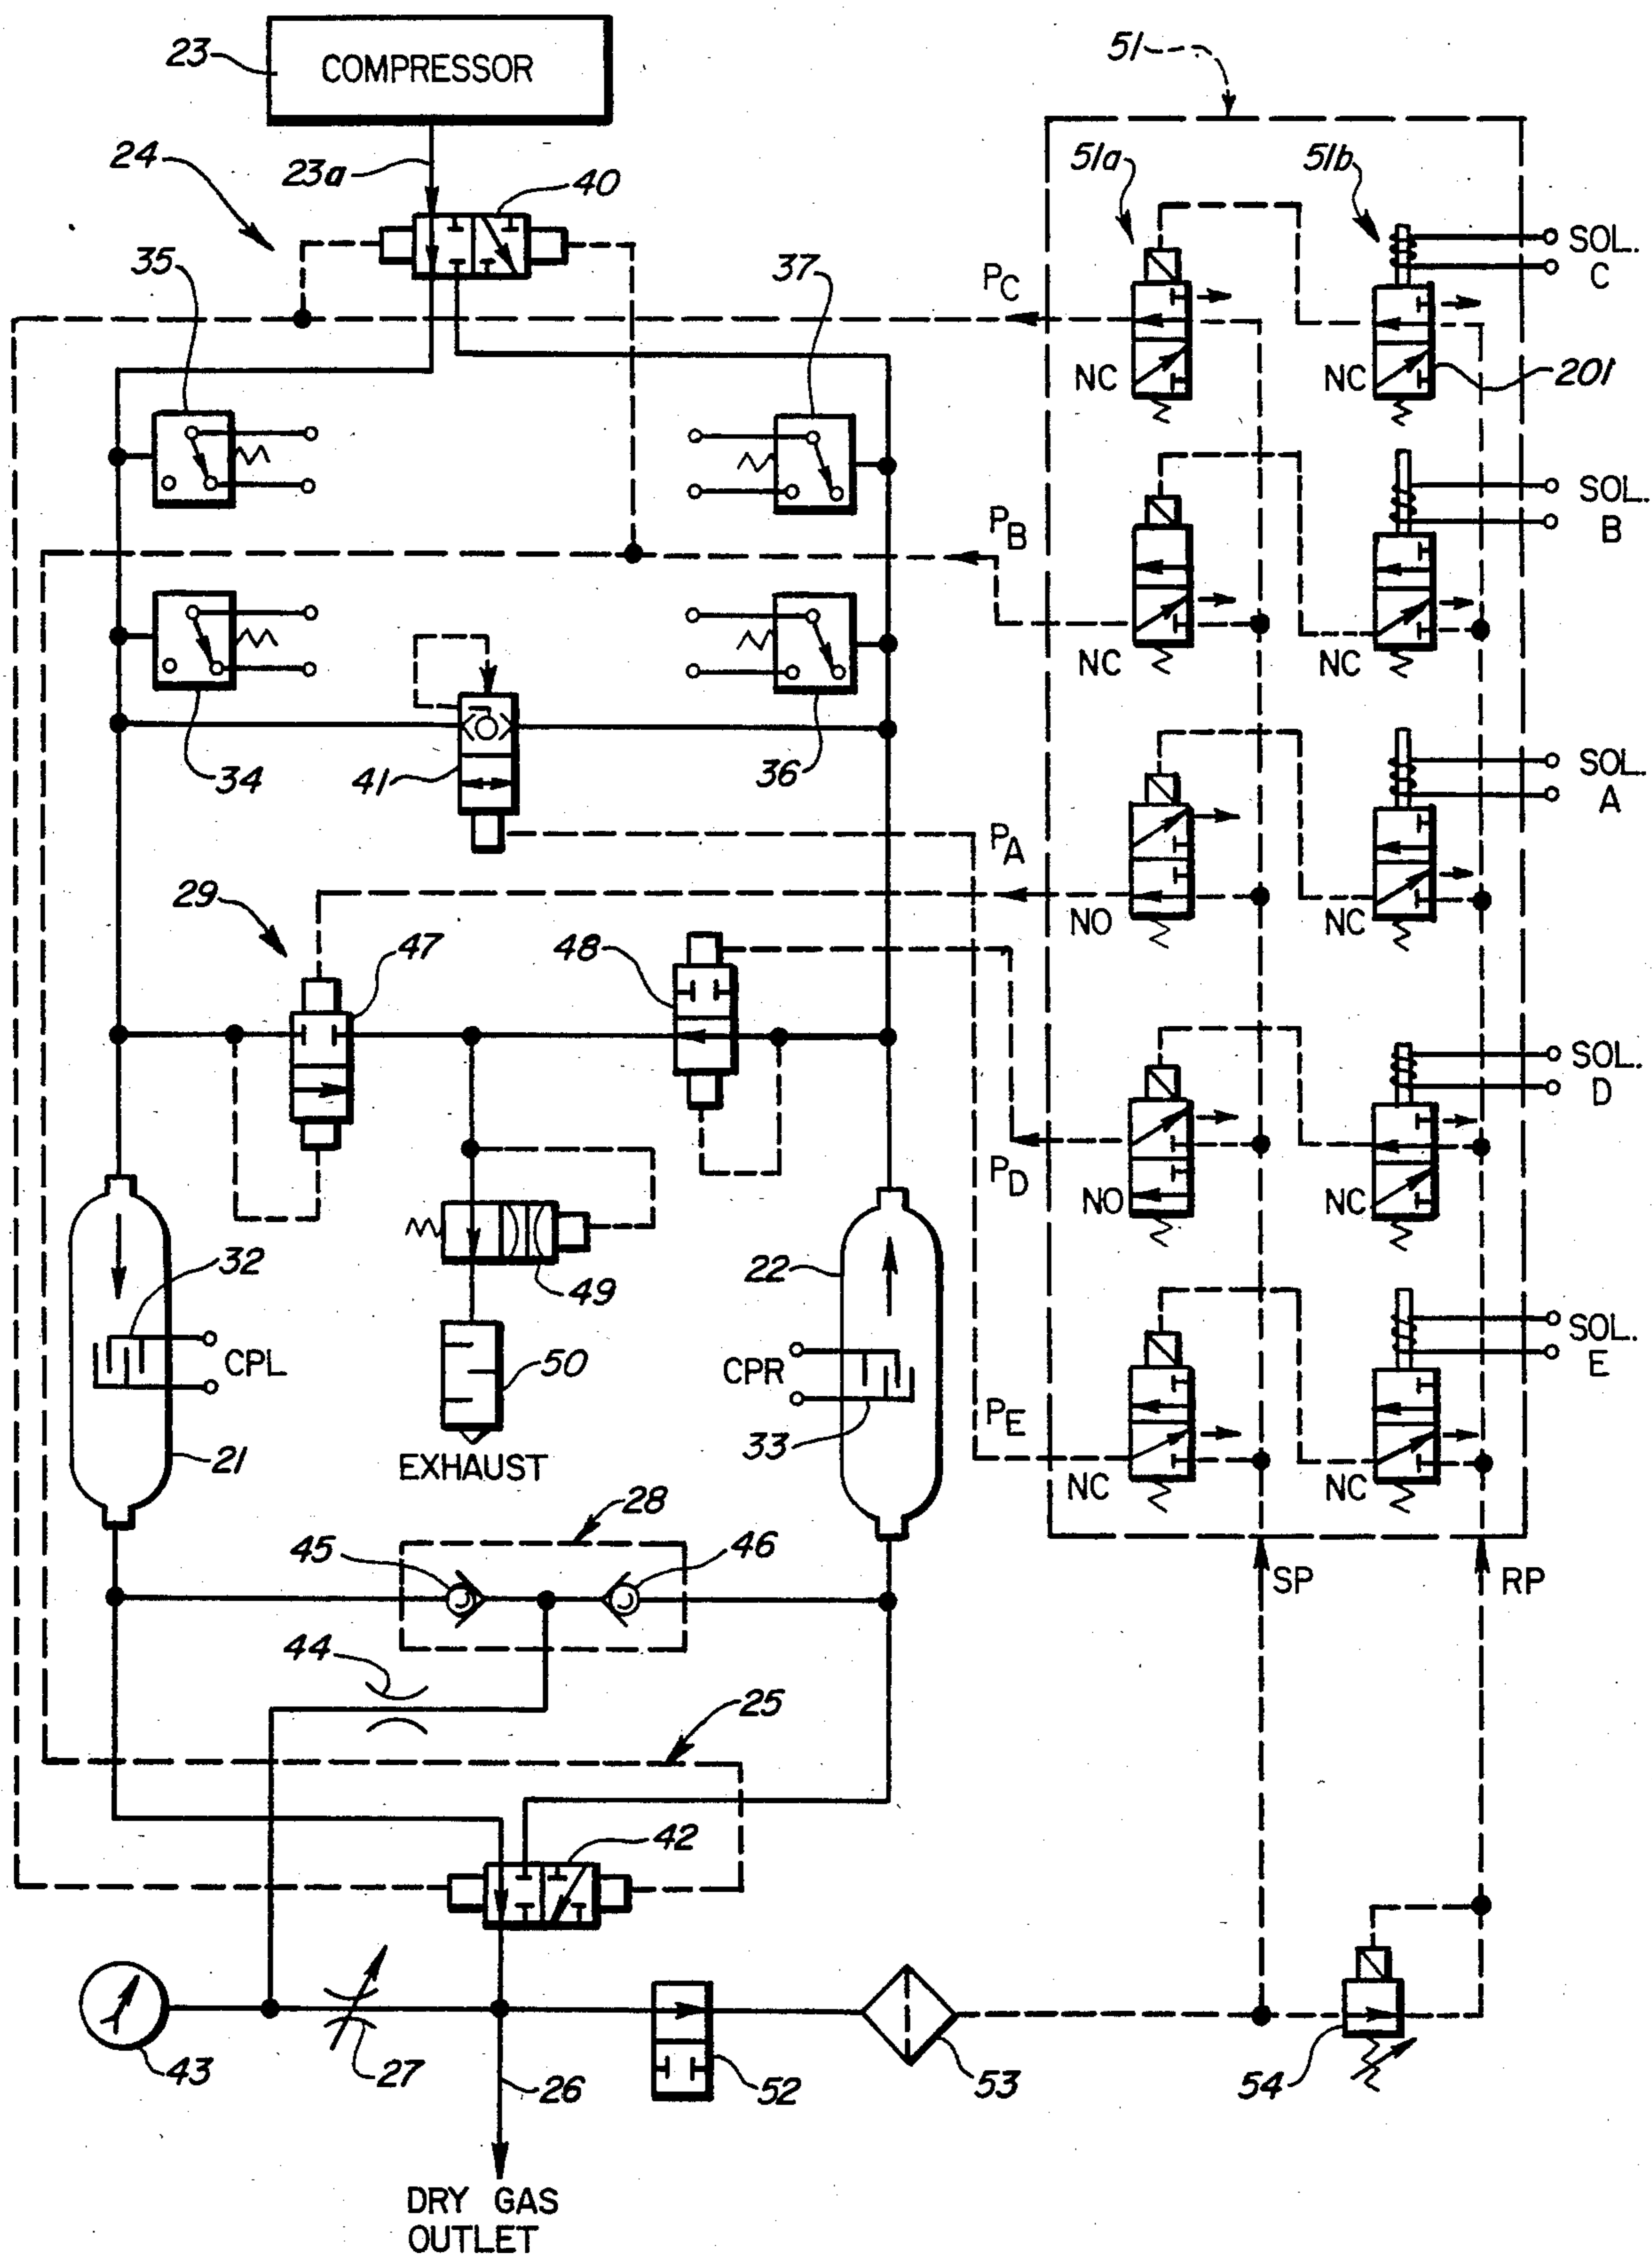 23
COMPRESSOR
51
24
23a
40
51a
51b
SOL.
C
35
37
PC
NC
NC
201
PB
SOL.
B
NC
NC
34
41
36
SOL.
A
PA
29
47
48
NO
NC
SOL.
D
PD
NO
NC
32
22
49
CPL
50
CPR
SOL.
E
PE
21
EXHAUST
33
NC
NC
28
45
46
SP
RP
44
25
42
43
27
26
52
53
54
DRY GAS
OUTLET